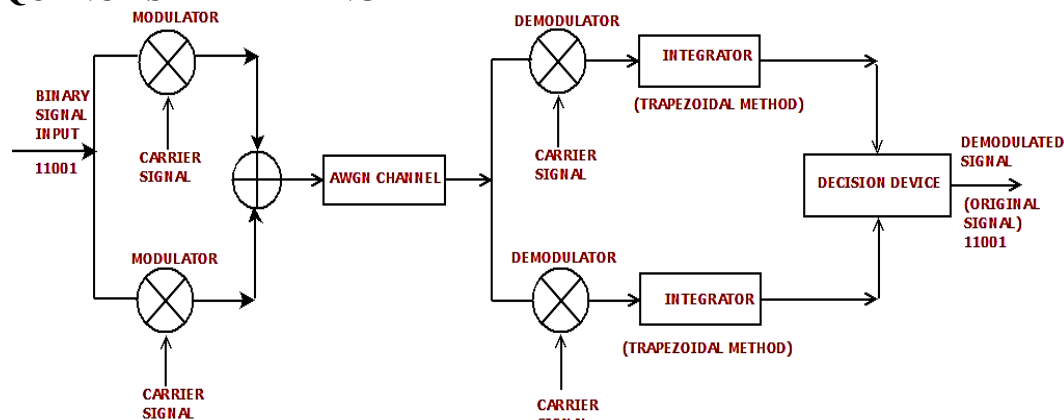 MODULATOR
BINARY
SIGNAL
INPUT
11001
CARRIER
SIGNAL
MODULATOR
CARRIER
SIGNAL
AWGN CHANNEL
DEMODULATOR
INTEGRATOR
(TRAPEZOIDAL METHOD)
CARRIER
SIGNAL
DEMODULATOR
INTEGRATOR
(TRAPEZOIDAL METHOD)
CARRIER
DECISION DEVICE
DEMODULATED
SIGNAL
(ORIGINAL
SIGNAL)
11001